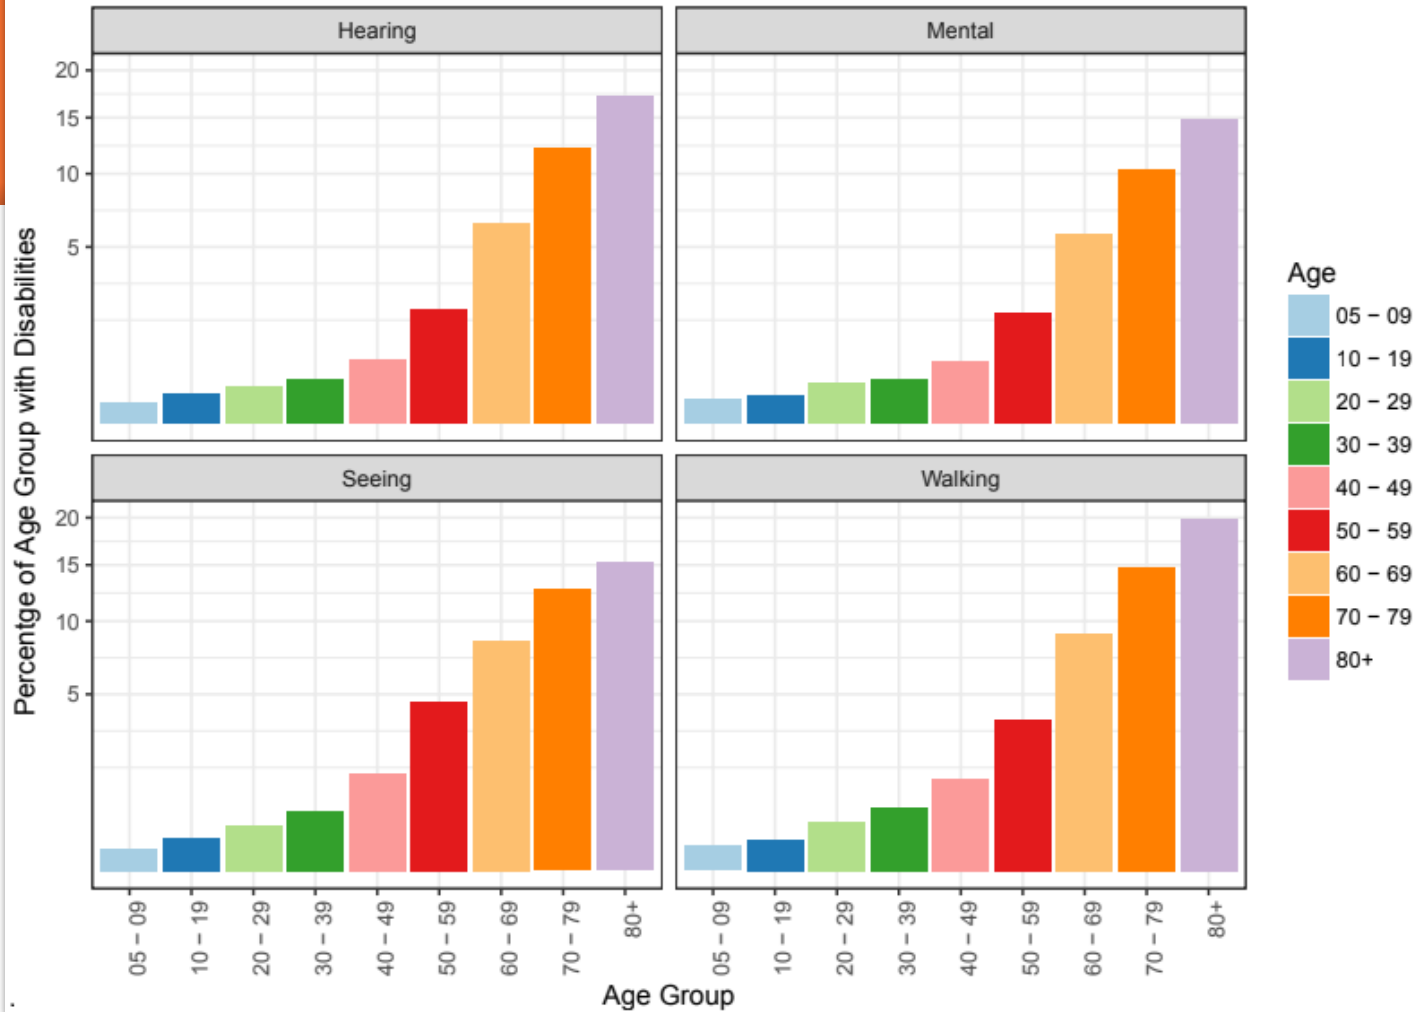 Hearing
Mental
20
15
10
5
Seeing
Walking
20
15
10
5
Percentge of Age Group with Disabilities
05 – 09
10 – 19
20 – 29
30 – 39
40 – 49
50 – 59
60 – 69
70 – 79
80+
05 – 09
10 – 19
20 – 29
30 – 39
40 – 49
50 – 59
60 – 69
70 – 79
80+
Age Group
Age
05 – 09
10 – 19
20 – 29
30 – 39
40 – 49
50 – 59
60 – 69
70 – 79
80+
.